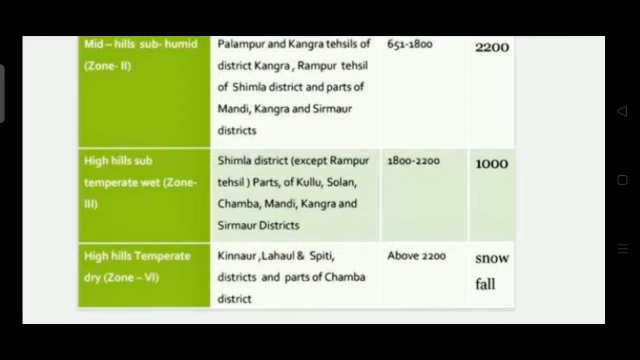 Mid – hills sub- humid
(Zone- II)
Palampur and Kangra tehsils of
district Kangra , Rampur tehsil
of Shimla district and parts of
Mandi, Kangra and Sirmaur
districts
651-1800
2200
High hills sub
temperate wet (Zone-
III)
Shimla district (except Rampur
tehsil ) Parts, of Kullu, Solan,
Chamba, Mandi, Kangra and
Sirmaur Districts
1800-2200
1000
High hills Temperate
dry (Zone – VI)
Kinnaur ,Lahaul & Spiti,
districts and parts of Chamba
district
Above 2200
snow
fall